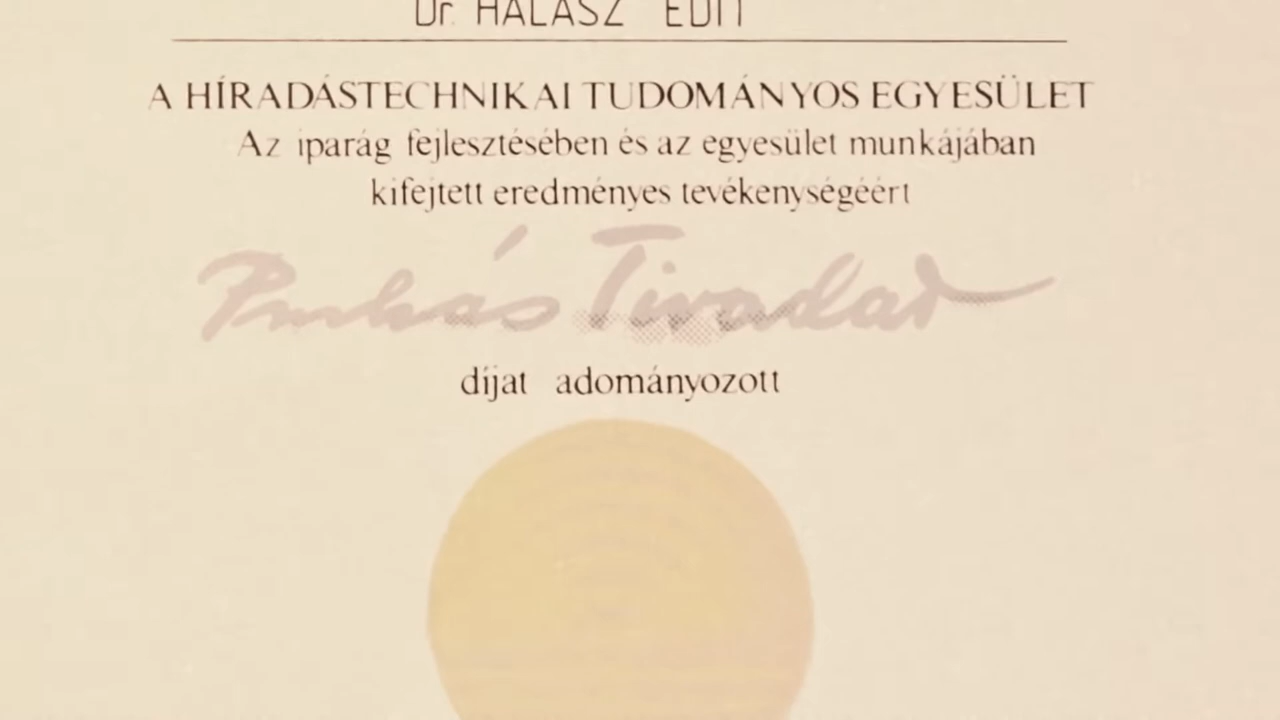 Dr. HALÁSZ EDIT
A HÍRADÁSTECHNIKAI TUDOMÁNYOS EGYESÜLET
Az iparág fejlesztésében és az egyesület munkájában
kifejtett eredményes tevékenységéért
Puskás Tivadar
díjat adományozott